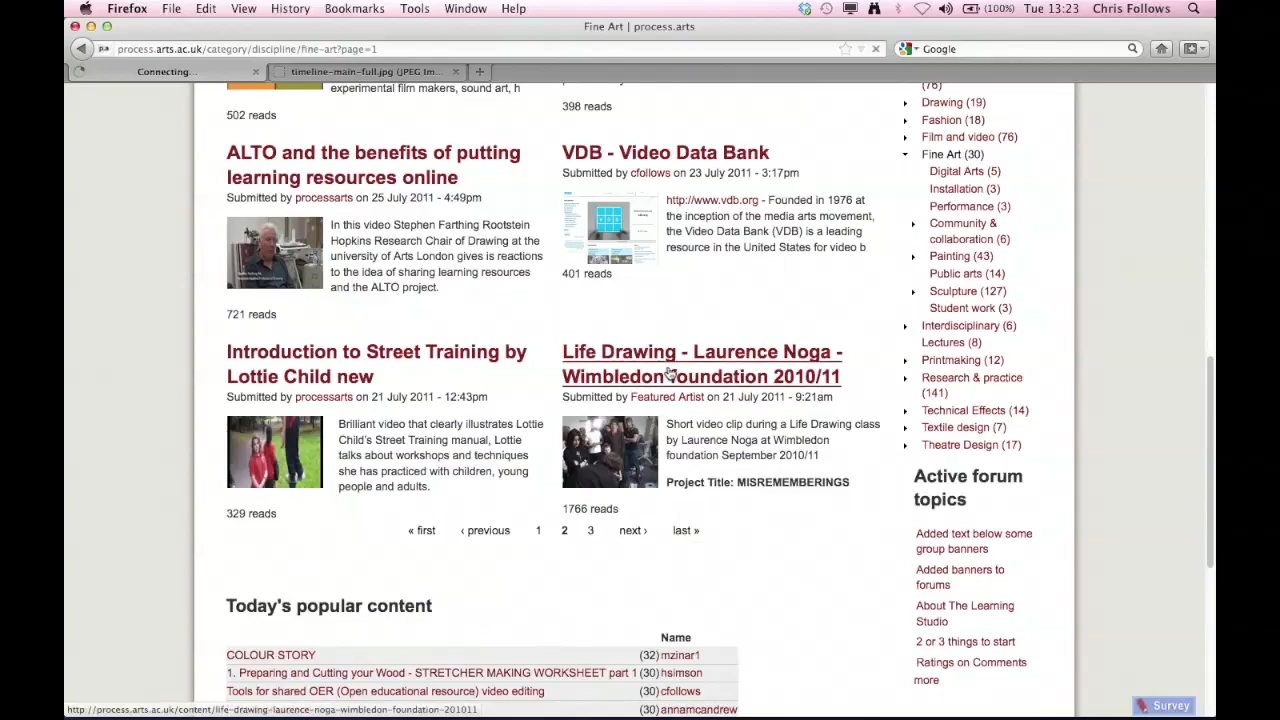 Firefox File Edit View History Bookmarks Tools Window Help (100%) Tue 13:23 Chris Follows
Fine Art | process.arts
process.arts.ac.uk/category/discipline/fine-art?page=1
Google
Connecting...
timeline-main-full.jpg (JPEG Im...
experimental film makers, sound art, h
502 reads
398 reads
ALTO and the benefits of putting
learning resources online
Submitted by processarts on 25 July 2011 - 4:49pm
In this video Stephen Farthing Rootstein
Hopkins Research Chair of Drawing at the
university of Arts London gives is reactions
to the idea of sharing learning resources
and the ALTO project.
721 reads
VDB - Video Data Bank
Submitted by cfollows on 23 July 2011 - 3:17pm
http://www.vdb.org - Founded in 1976 at
the inception of the media arts movement,
the Video Data Bank (VDB) is a leading
resource in the United States for video b
401 reads
Introduction to Street Training by
Lottie Child new
Submitted by processarts on 21 July 2011 - 12:43pm
Brilliant video that clearly illustrates Lottie
Child's Street Training manual, Lottie
talks about workshops and techniques
she has practiced with children, young
people and adults.
329 reads
Life Drawing - Laurence Noga -
Wimbledon Foundation 2010/11
Submitted by Featured Artist on 21 July 2011 - 9:21am
Short video clip during a Life Drawing class
by Laurence Noga at Wimbledon
foundation September 2010/11
Project Title: MISREMEMBERINGS
1766 reads
« first ‹ previous 1 2 3 next › last »
Today's popular content
Name
COLOUR STORY (32) mzinar1
1. Preparing and Cutting your Wood - STRETCHER MAKING WORKSHEET part 1 (30) hsimson
Tools for shared OER (Open educational resource) video editing (30) cfollows
(30) annamcandrew
(76)
Drawing (19)
Fashion (18)
Film and video (76)
Fine Art (30)
Digital Arts (5)
Installation (3)
Performance (3)
Community &
collaboration (6)
Painting (43)
Public arts (14)
Sculpture (127)
Student work (3)
Interdisciplinary (6)
Lectures (8)
Printmaking (12)
Research & practice
(141)
Technical Effects (14)
Textile design (7)
Theatre Design (17)
Active forum
topics
Added text below some
group banners
Added banners to
forums
About The Learning
Studio
2 or 3 things to start
Ratings on Comments
more
Survey
http://process.arts.ac.uk/content/life-drawing-laurence-noga-wimbledon-foundation-201011